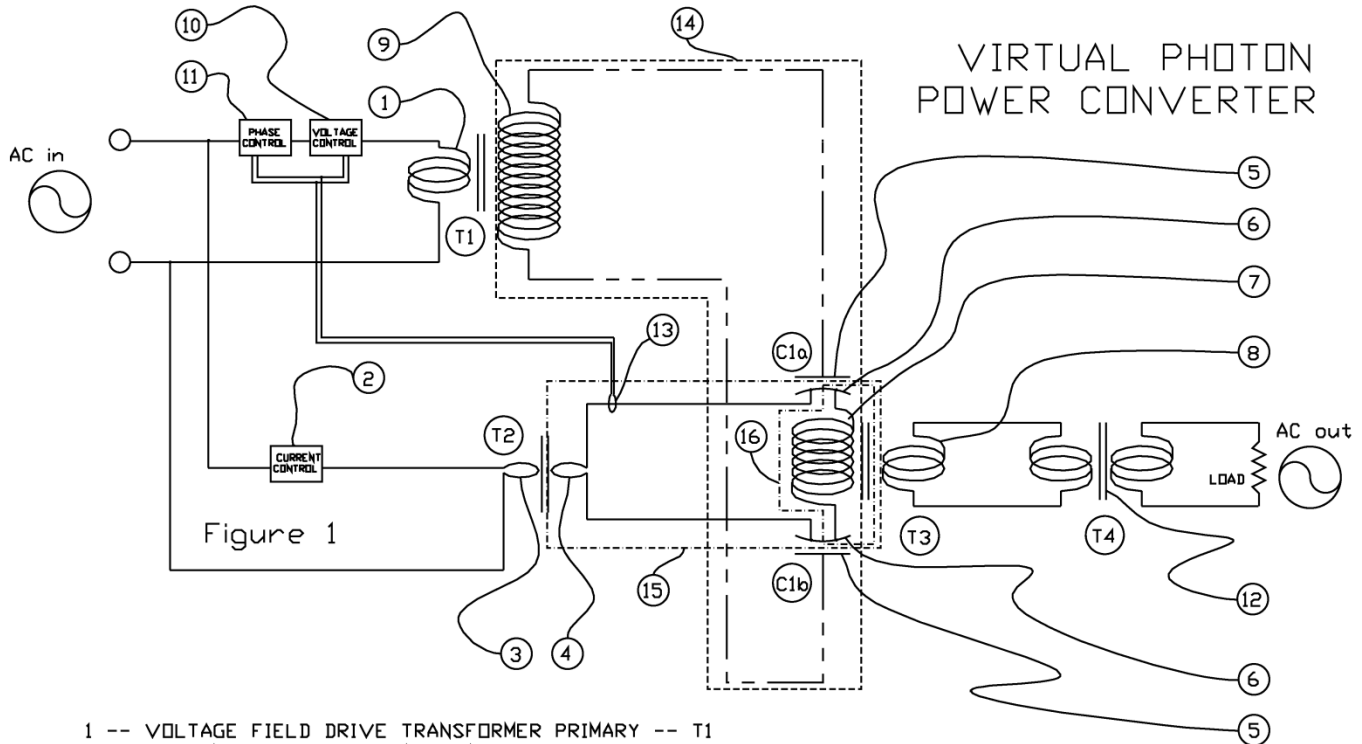 10
9
14
VIRTUAL PHOTON
POWER CONVERTER
11
1
PHASE
CONTROL
VOLTAGE
CONTROL
AC in
T1
5
6
7
8
13
C1a
2
T2
16
AC out
CURRENT
CONTROL
LOAD
Figure 1
T3
T4
15
C1b
12
3
4
6
5
1 -- VOLTAGE FIELD DRIVE TRANSFORMER PRIMARY -- T1